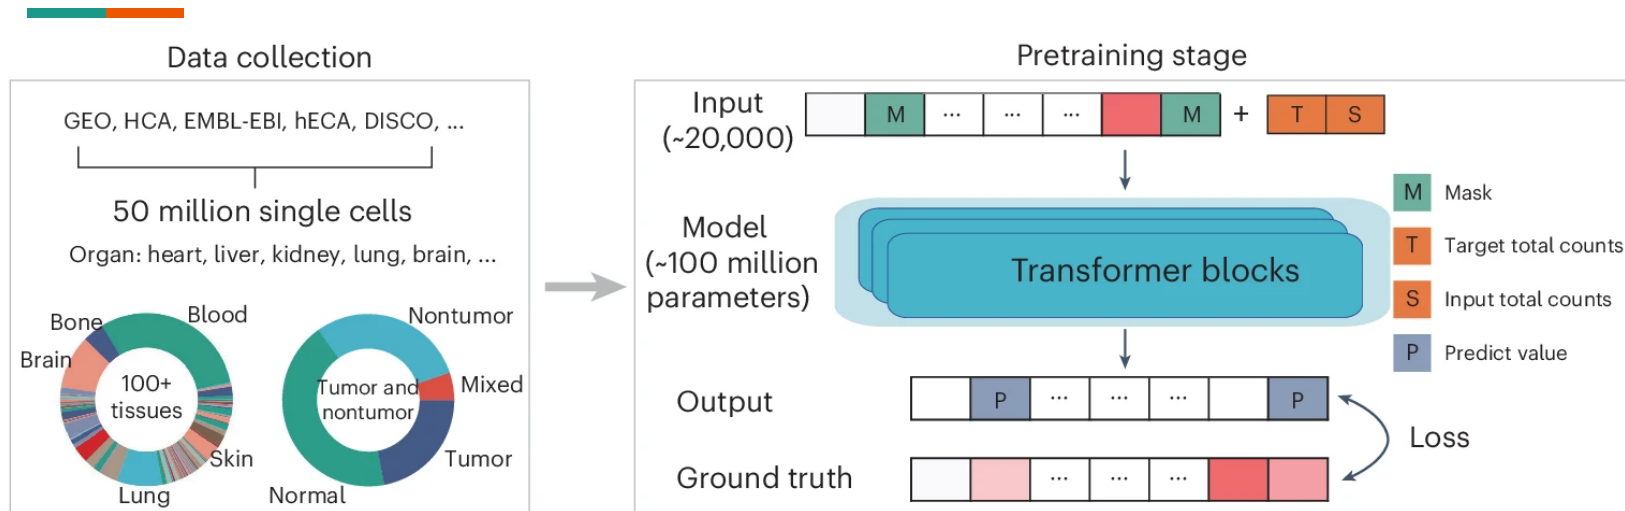 Data collection
GEO, HCA, EMBL-EBI, hECA, DISCO, ...
50 million single cells
Organ: heart, liver, kidney, lung, brain, ...
Bone
Blood
Brain
100+
tissues
Skin
Lung
Nontumor
Mixed
Tumor and
nontumor
Tumor
Normal
Pretraining stage
Input
(~20,000)
M ... ... ... M + T S
Model
(~100 million
parameters)
Transformer blocks
M Mask
T Target total counts
S Input total counts
P Predict value
Output
P ... ... ... P
Loss
Ground truth
... ... ...